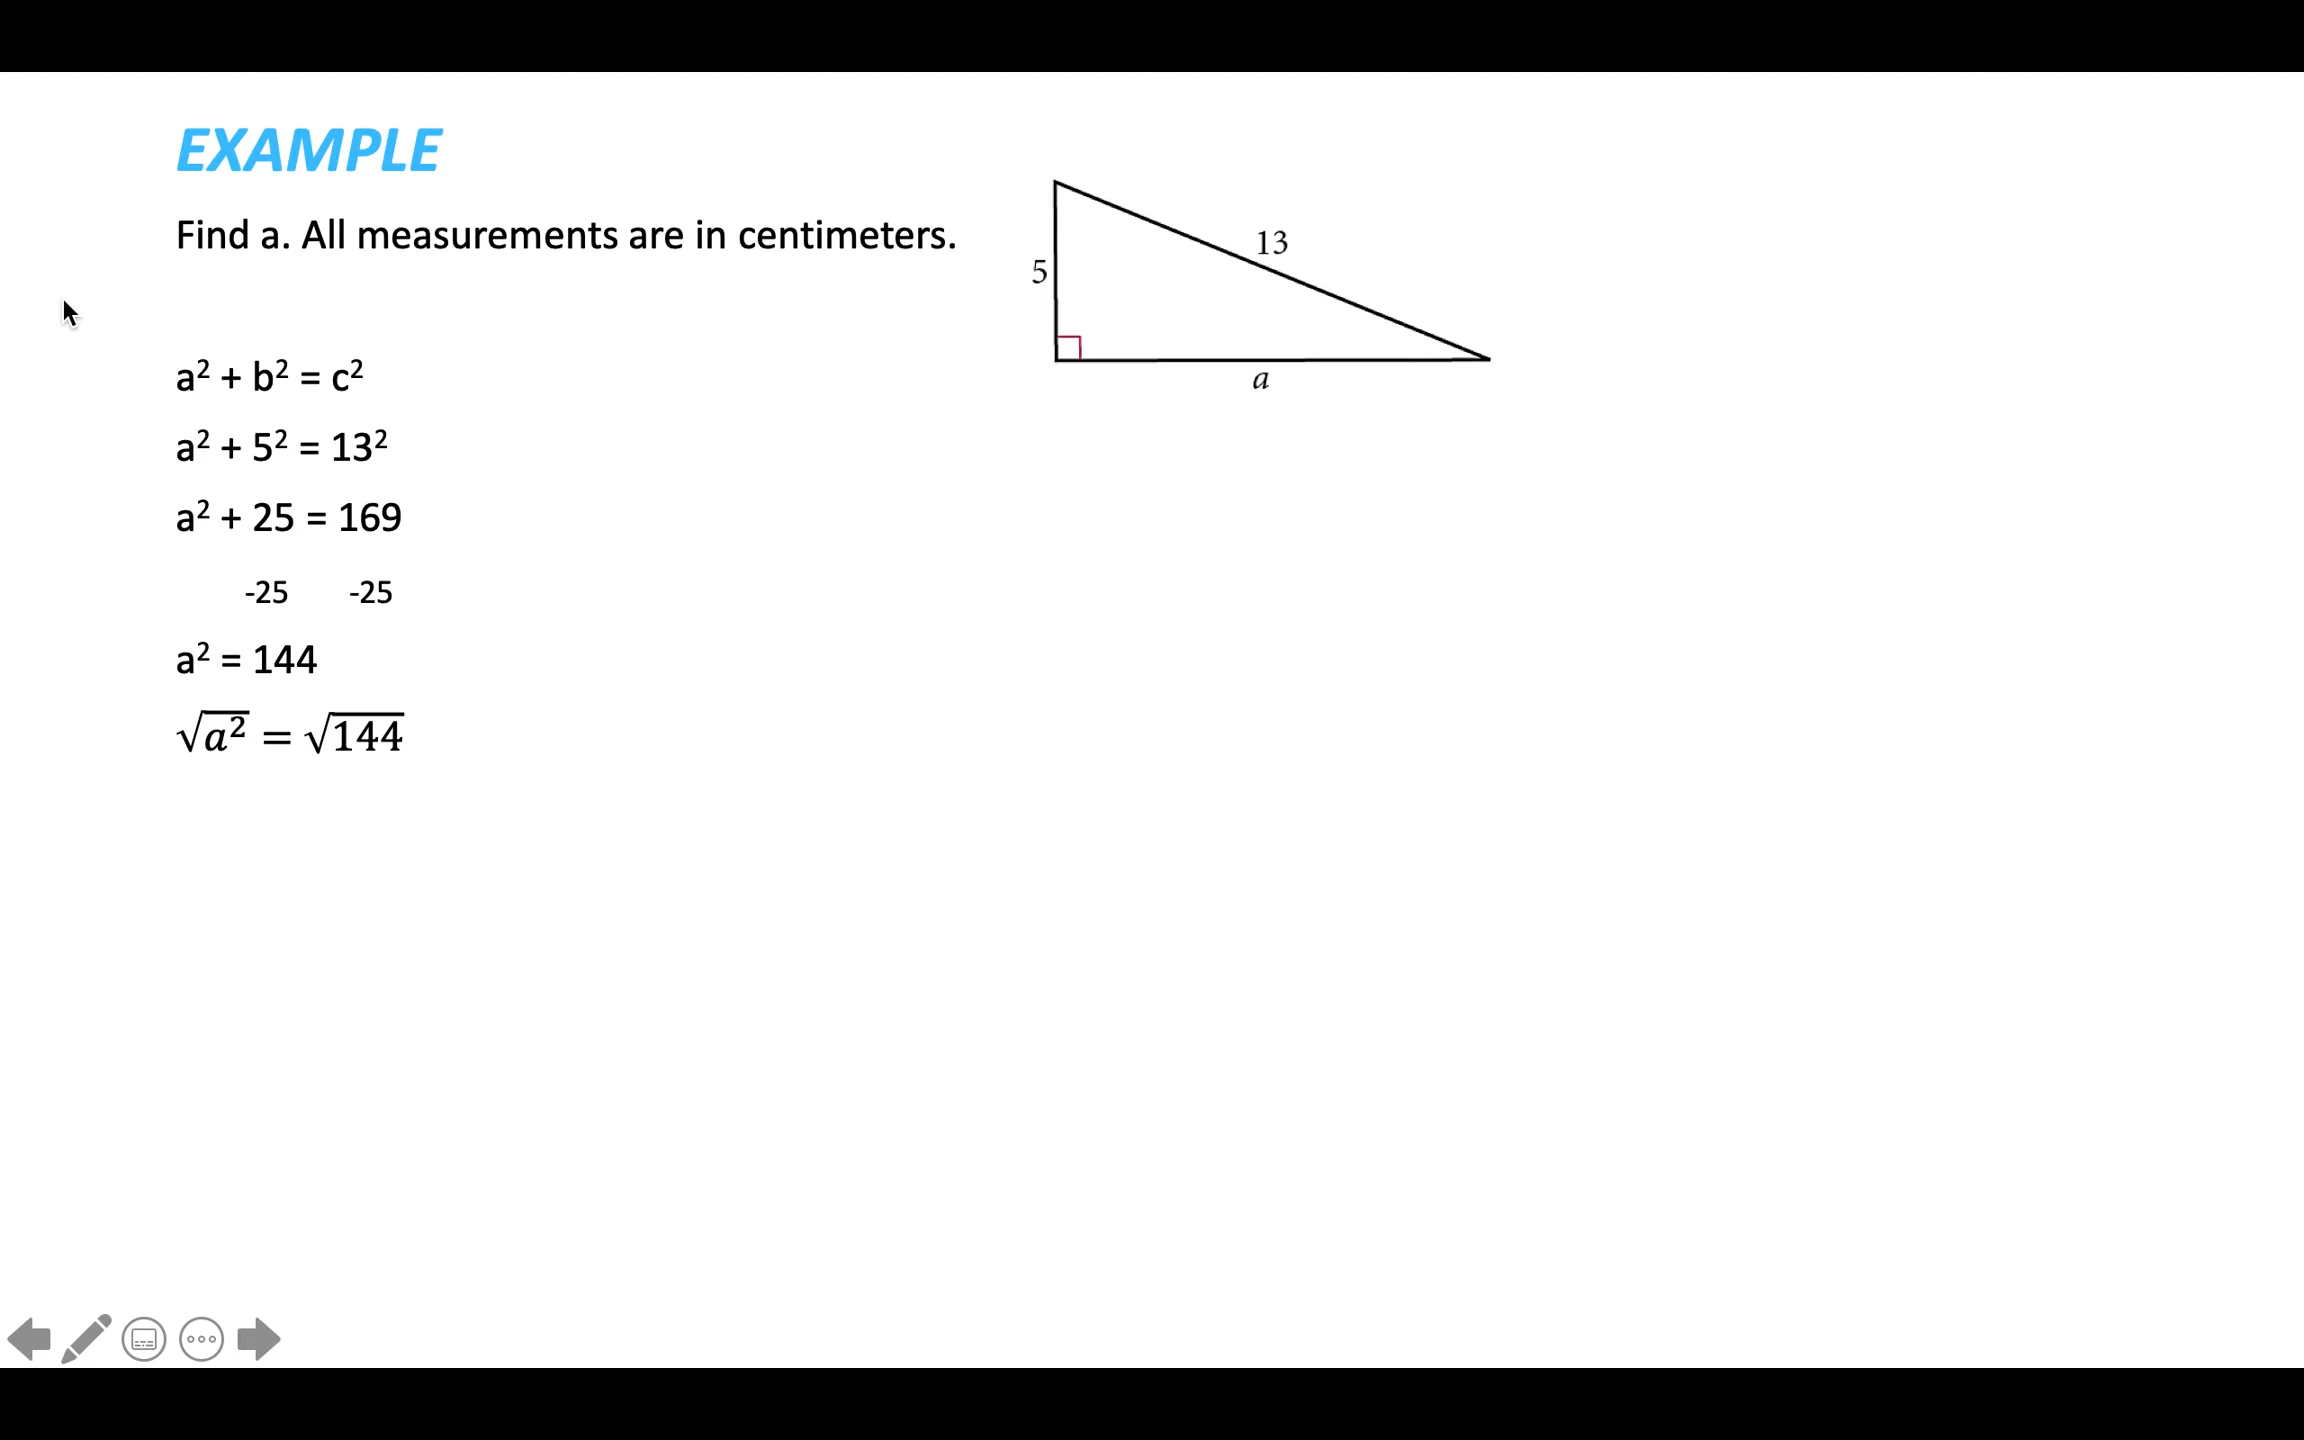 EXAMPLE
Find a. All measurements are in centimeters.
13
5
a
a² + b² = c²
a² + 5² = 13²
a² + 25 = 169
-25 -25
a² = 144
√a² = √144